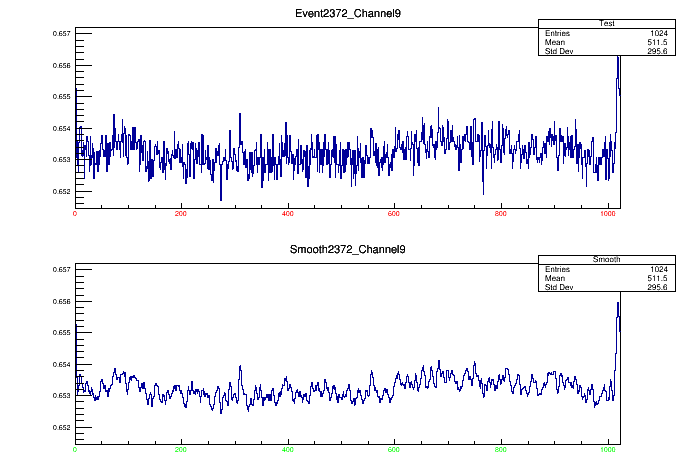 Event2372_Channel9
Test
Entries 1024
Mean 511.5
Std Dev 295.6
0.657
0.656
0.655
0.654
0.653
0.652
0 200 400 600 800 1000
Smooth2372_Channel9
Smooth
Entries 1024
Mean 511.5
Std Dev 295.6
0.657
0.656
0.655
0.654
0.653
0.652
0 200 400 600 800 1000